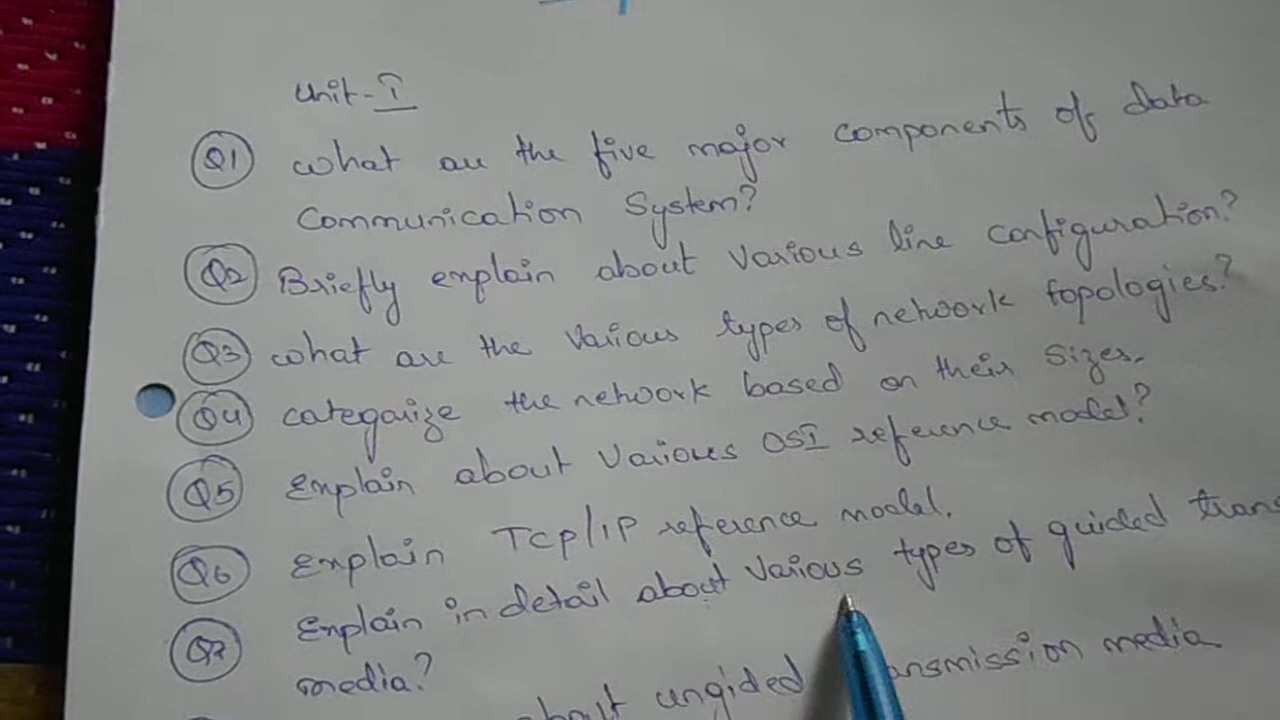 Unit - I
Q1 What are the five major components of data
Communication System?
Q2 Briefly explain about various line configuration?
Q3 What are the various types of network topologies?
Q4 categorize the network based on their sizes.
Q5 Explain about various OSI reference model?
Q6 Explain TCP/IP reference model.
Q7 Explain in detail about various types of guided trans
media?
about ungided ansmission media